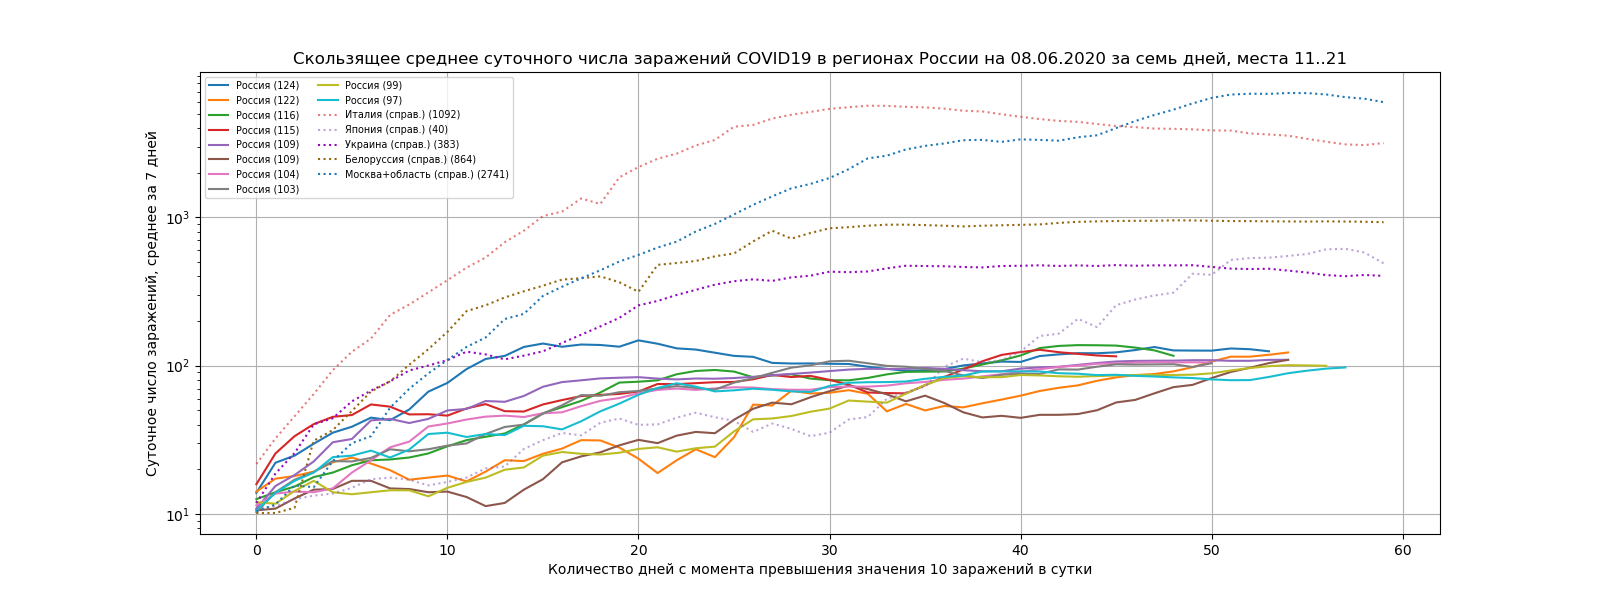 Скользящее среднее суточного числа заражений COVID19 в регионах России на 08.06.2020 за семь дней, места 11..21
Россия (124)
Россия (122)
Россия (116)
Россия (115)
Россия (109)
Россия (109)
Россия (104)
Россия (103)
Россия (99)
Россия (97)
Италия (справ.) (1092)
Япония (справ.) (40)
Украина (справ.) (383)
Белоруссия (справ.) (864)
Москва+область (справ.) (2741)
Суточное число заражений, среднее за 7 дней
10³
10²
10¹
0 10 20 30 40 50 60
Количество дней с момента превышения значения 10 заражений в сутки